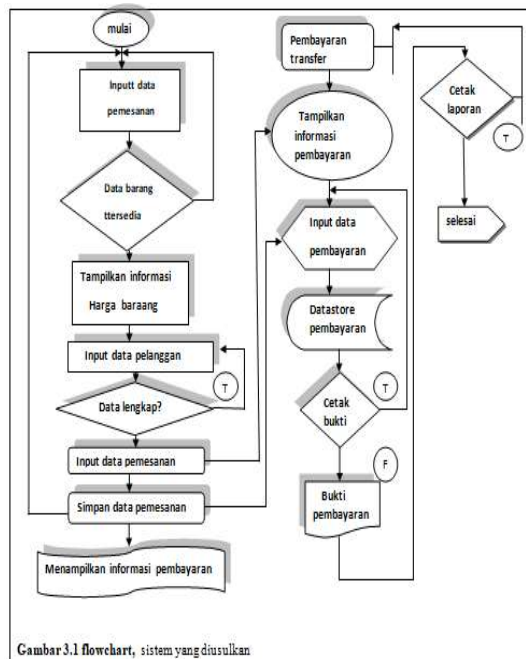 mulai
Inputt data
pemesanan
Data barang
ttersedia
Tampilkan informasi
Harga baraang
Input data pelanggan
T
Data lengkap?
Input data pemesanan
Simpan data pemesanan
Menampilkan informasi pembayaran
Pembayaran
transfer
Tampilkan
informasi
pembayaran
Input data
pembayaran
Datastore
pembayaran
T
Cetak
bukti
F
Bukti
pembayaran
Cetak
laporan
T
selesai
Gambar 3.1 flowchart, sistem yang diusulkan